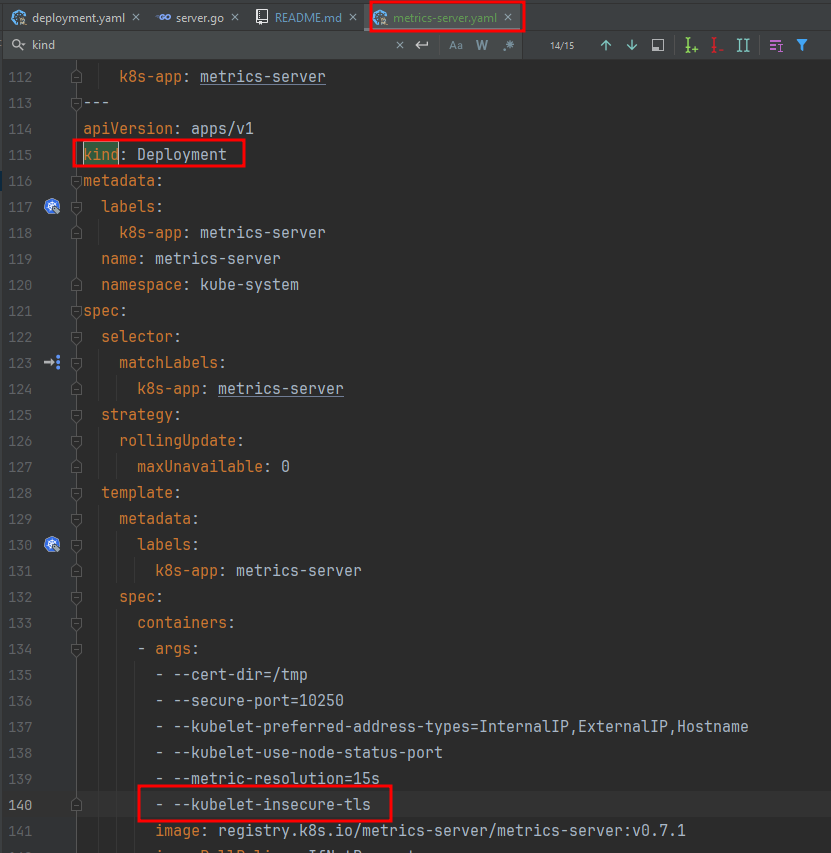 deployment.yaml server.go README.md metrics-server.yaml
kind Aa W .* 14/15
112 k8s-app: metrics-server
113 ---
114 apiVersion: apps/v1
115 kind: Deployment
116 metadata:
117 labels:
118 k8s-app: metrics-server
119 name: metrics-server
120 namespace: kube-system
121 spec:
122 selector:
123 matchLabels:
124 k8s-app: metrics-server
125 strategy:
126 rollingUpdate:
127 maxUnavailable: 0
128 template:
129 metadata:
130 labels:
131 k8s-app: metrics-server
132 spec:
133 containers:
134 - args:
135 - --cert-dir=/tmp
136 - --secure-port=10250
137 - --kubelet-preferred-address-types=InternalIP,ExternalIP,Hostname
138 - --kubelet-use-node-status-port
139 - --metric-resolution=15s
140 - --kubelet-insecure-tls
141 image: registry.k8s.io/metrics-server/metrics-server:v0.7.1